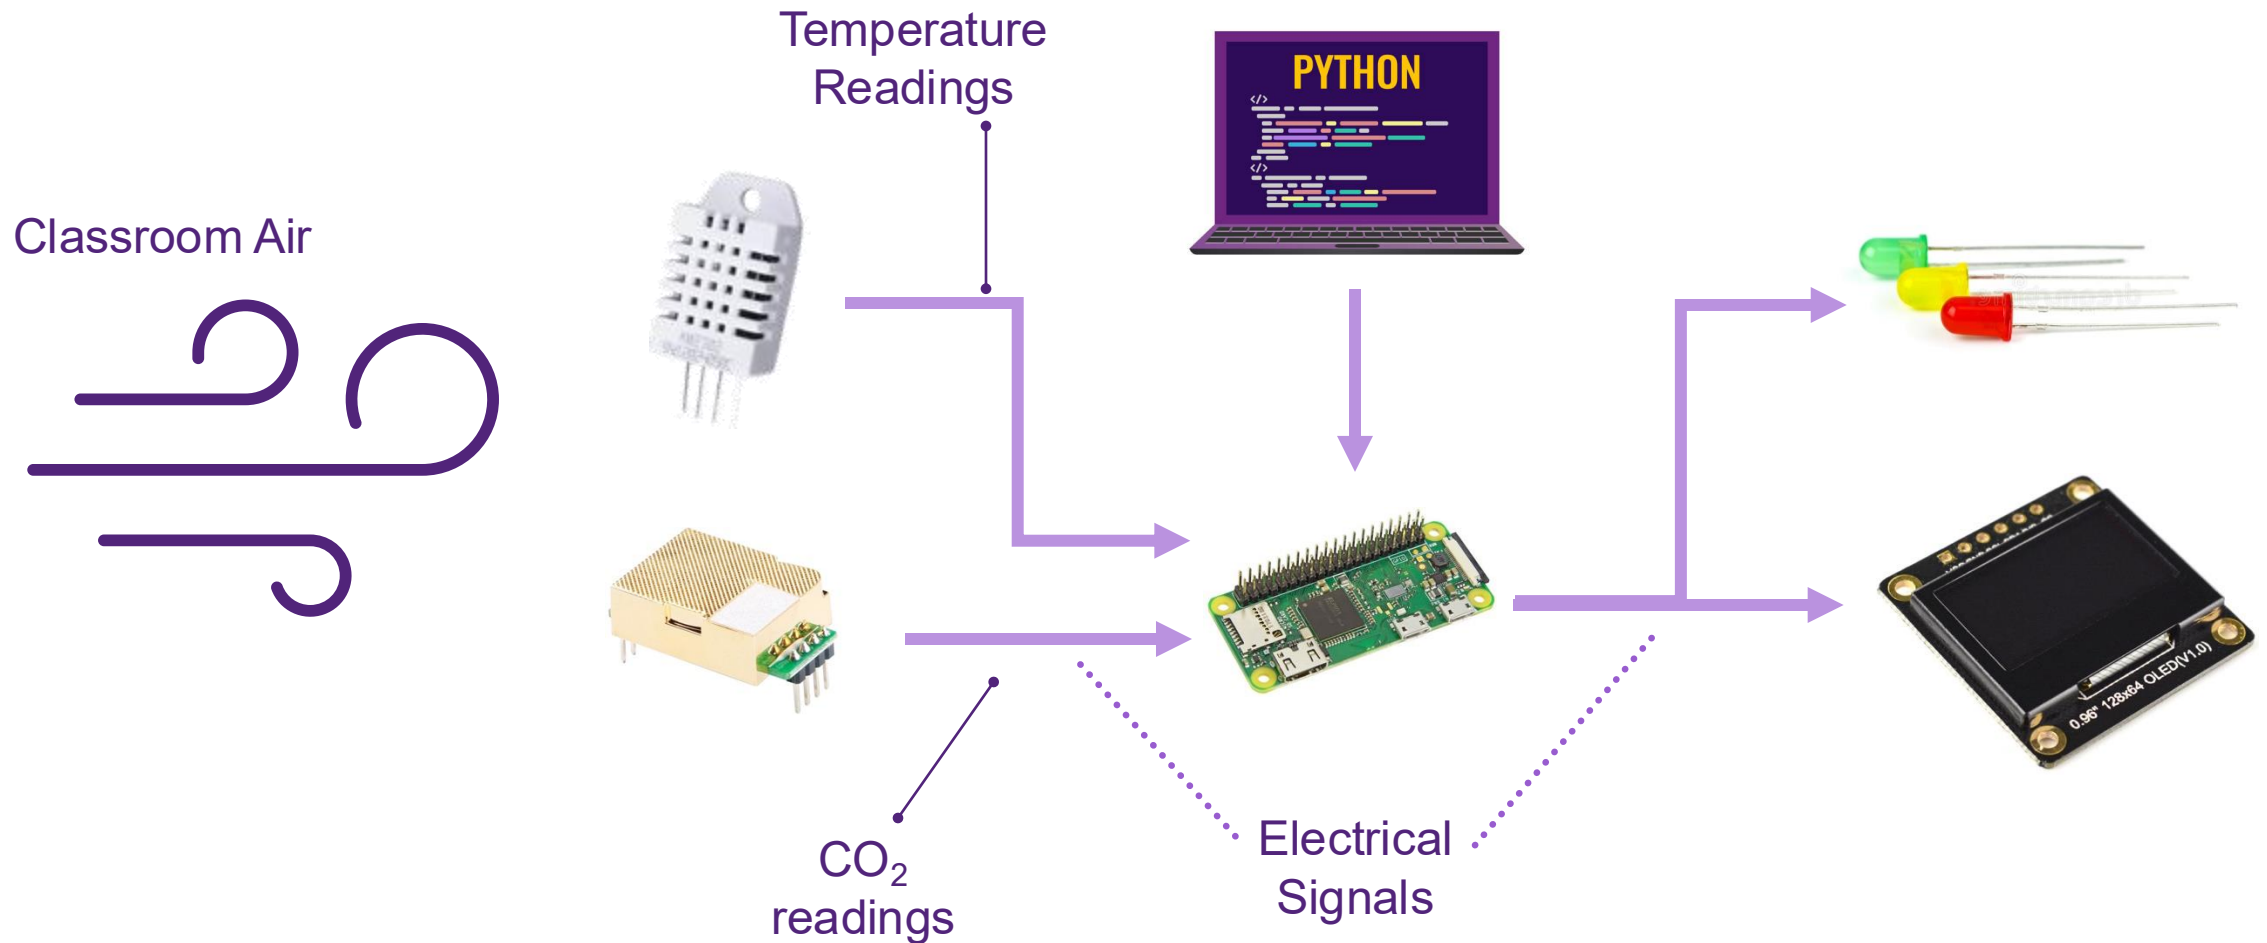 Temperature
Readings
PYTHON
</>
</>
Classroom Air
0.96" 128x64 OLED(V1.0)
CO₂
readings
Electrical
Signals